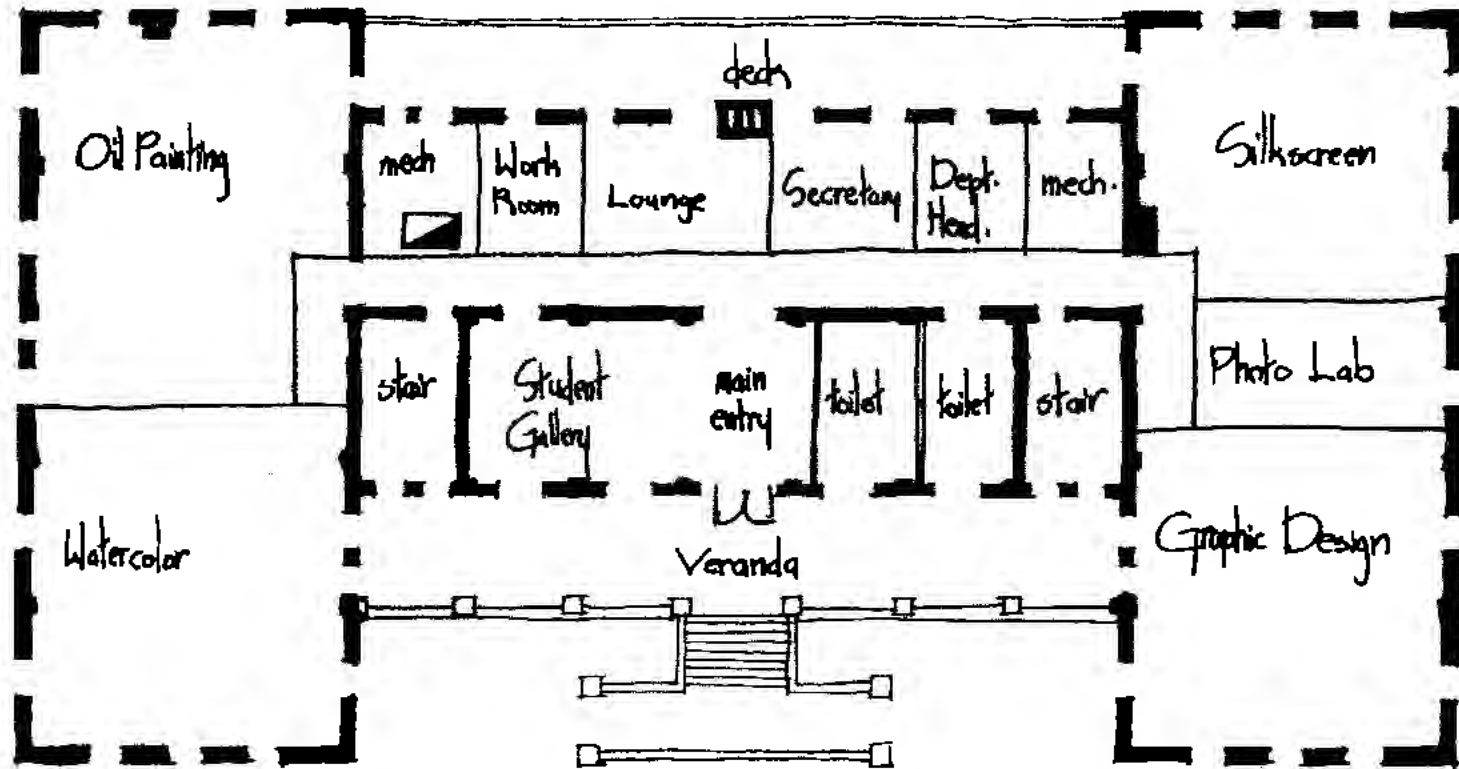 deck
Oil Painting
mech
Work
Room
Lounge
Secretary
Dept.
Head.
mech.
Silkscreen
stair
Student
Gallery
main
entry
toilet
toilet
stair
Photo Lab
Watercolor
Veranda
Graphic Design